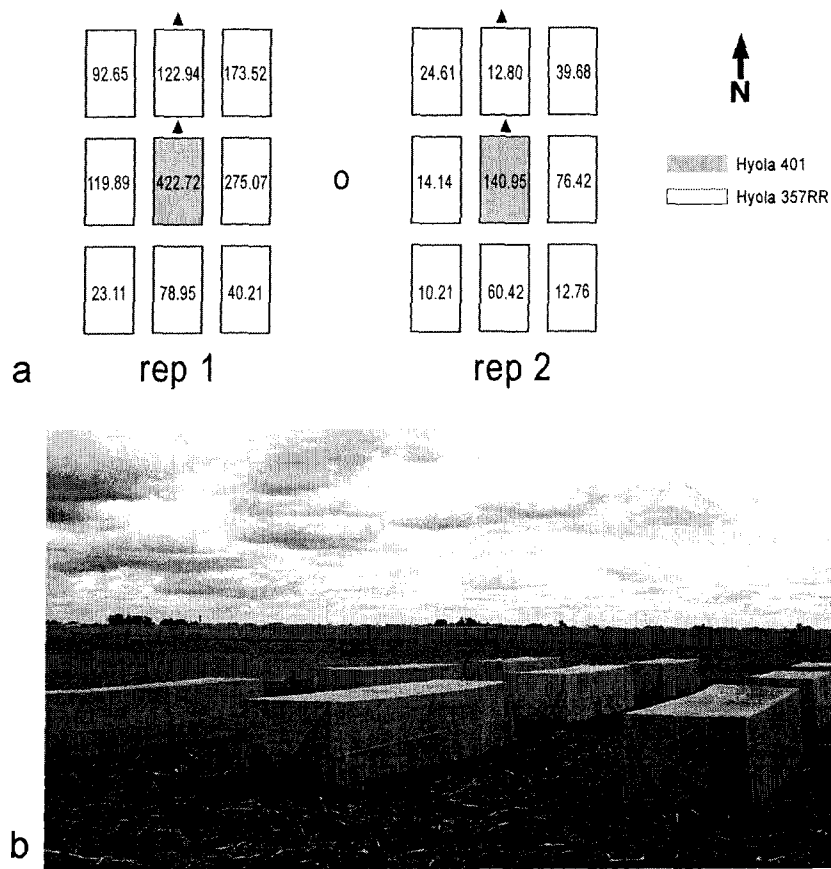 92.65 122.94 173.52 24.61 12.80 39.68
N
119.89 422.72 275.07 O 14.14 140.95 76.42
Hyola 401
Hyola 357RR
23.11 78.95 40.21 10.21 60.42 12.76
a rep 1 rep 2
b